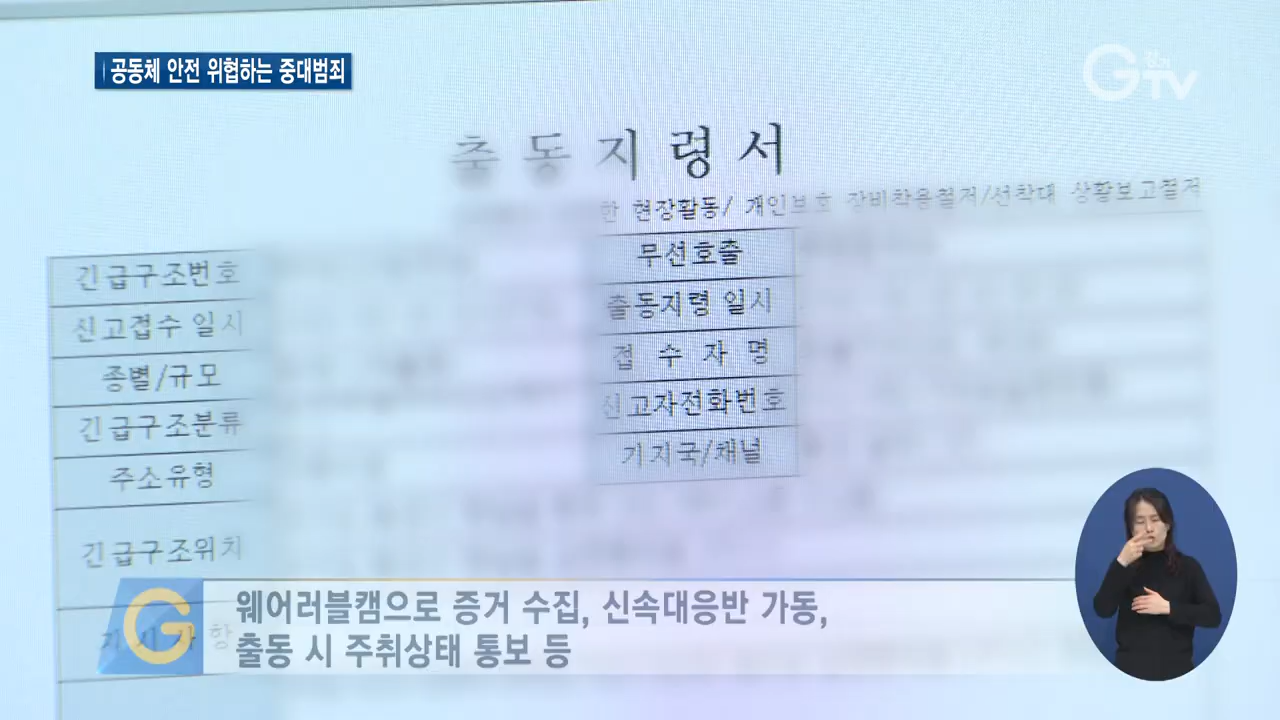 공동체 안전 위협하는 중대범죄
경기 GTV
출동지령서
한 현장활동/ 개인보호 장비착용철저/선착대 상황보고철저
긴급구조번호
무선호출
신고접수 일시
출동지령 일시
종별/규모
접 수 자 명
긴급구조분류
신고자전화번호
주소유형
기지국/채널
긴급구조위치
웨어러블캠으로 증거 수집, 신속대응반 가동,
출동 시 주취상태 통보 등
G